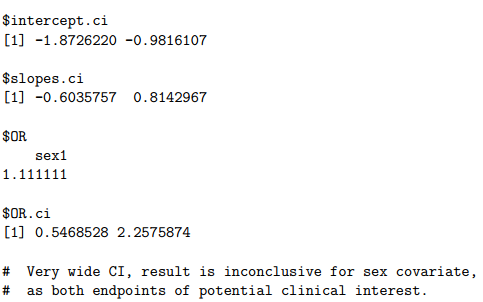 $intercept.ci
[1] -1.8726220 -0.9816107
$slopes.ci
[1] -0.6035757  0.8142967
$OR
    sex1
1.111111
$OR.ci
[1] 0.5468528 2.2575874
#  Very wide CI, result is inconclusive for sex covariate,
#  as both endpoints of potential clinical interest.